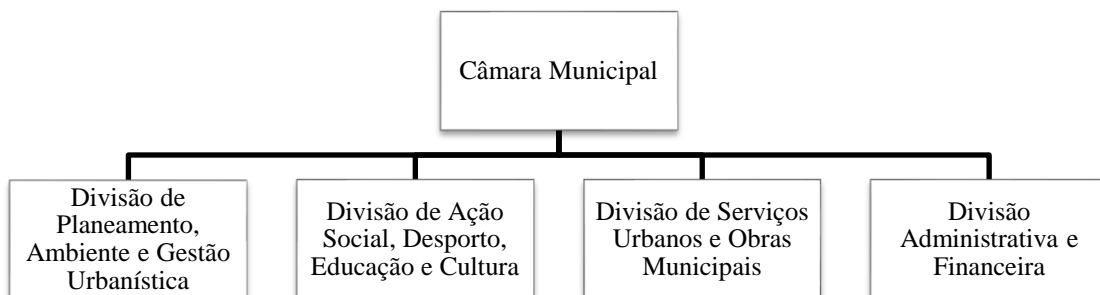 Câmara Municipal
Divisão de
Planeamento,
Ambiente e Gestão
Urbanística
Divisão de Ação
Social, Desporto,
Educação e Cultura
Divisão de Serviços
Urbanos e Obras
Municipais
Divisão
Administrativa e
Financeira